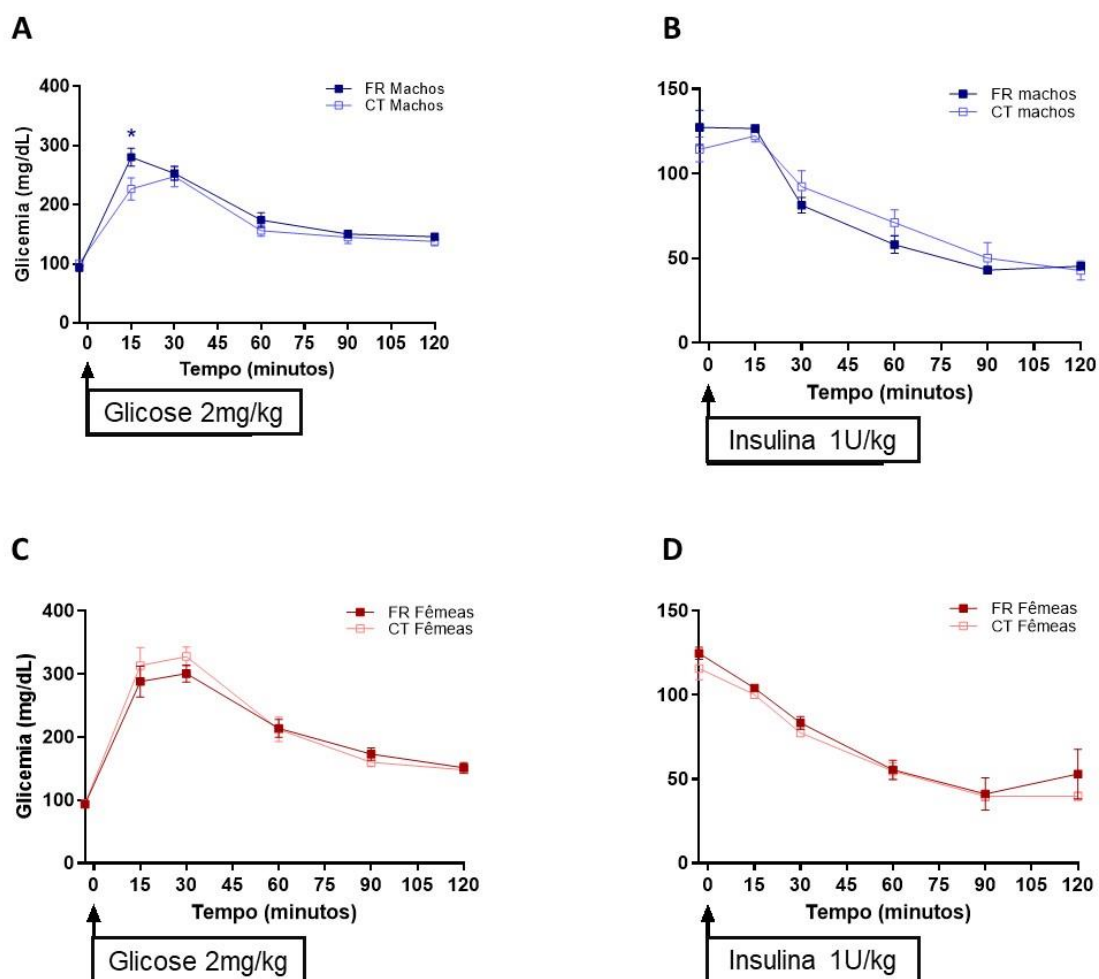 A
400
300
200
100
0
Glicemia (mg/dL)
*
FR Machos
CT Machos
0 15 30 45 60 75 90 105 120
Tempo (minutos)
Glicose 2mg/kg
B
150
100
50
0
FR machos
CT machos
0 15 30 45 60 75 90 105 120
Tempo (minutos)
Insulina 1U/kg
C
400
300
200
100
0
Glicemia (mg/dL)
FR Fêmeas
CT Fêmeas
0 15 30 45 60 75 90 105 120
Tempo (minutos)
Glicose 2mg/kg
D
150
100
50
0
FR Fêmeas
CT Fêmeas
0 15 30 45 60 75 90 105 120
Tempo (minutos)
Insulina 1U/kg